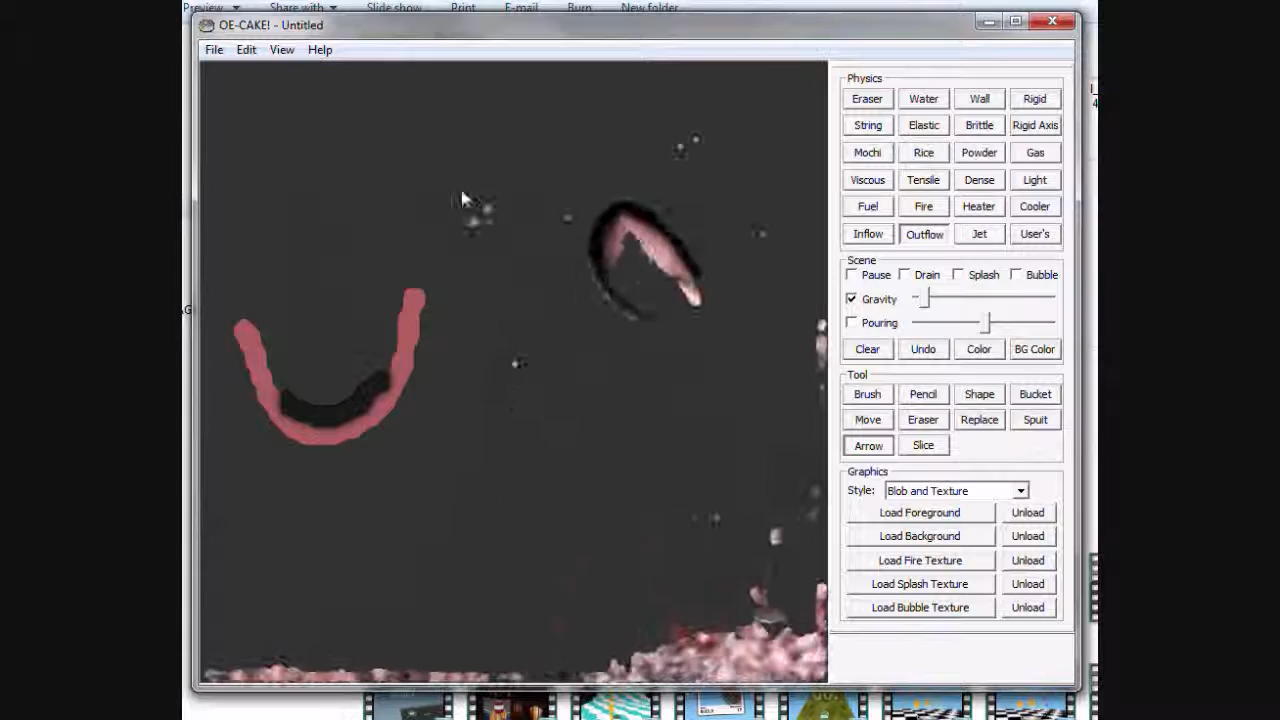 Preview Share with Slide show Print E-mail Burn New folder
OE-CAKE! - Untitled
File Edit View Help
Physics
Eraser Water Wall Rigid
String Elastic Brittle Rigid Axis
Mochi Rice Powder Gas
Viscous Tensile Dense Light
Fuel Fire Heater Cooler
Inflow Outflow Jet User's
Scene
Pause Drain Splash Bubble
Gravity
Pouring
Clear Undo Color BG Color
Tool
Brush Pencil Shape Bucket
Move Eraser Replace Spuit
Arrow Slice
Graphics
Style: Blob and Texture
Load Foreground Unload
Load Background Unload
Load Fire Texture Unload
Load Splash Texture Unload
Load Bubble Texture Unload